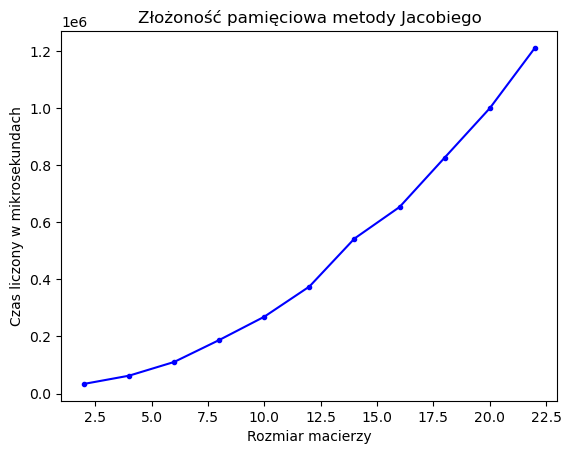 Złożoność pamięciowa metody Jacobiego
1e6
1.2
1.0
0.8
0.6
0.4
0.2
0.0
Czas liczony w mikrosekundach
2.5 5.0 7.5 10.0 12.5 15.0 17.5 20.0 22.5
Rozmiar macierzy